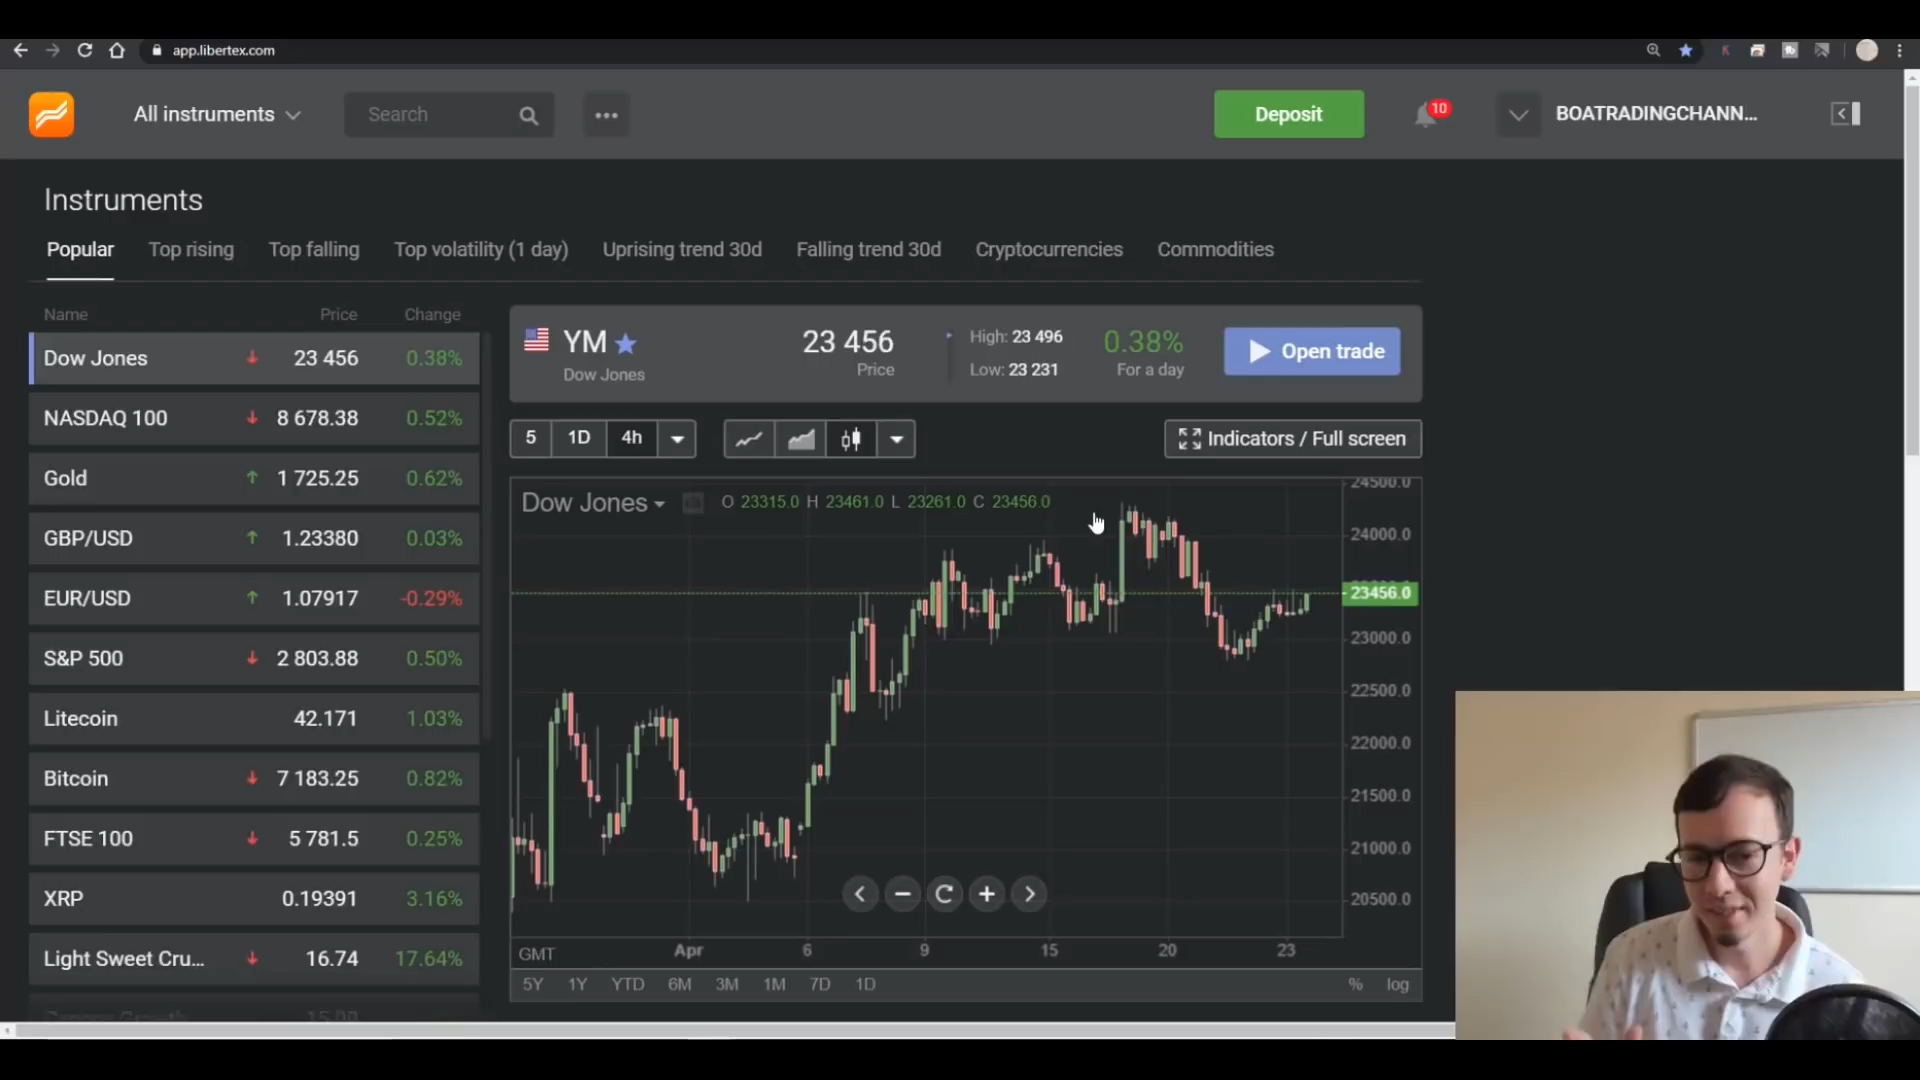 app.libertex.com
All instruments
Search
Deposit
10
BOATRADINGCHANN...
Instruments
Popular
Top rising
Top falling
Top volatility (1 day)
Uprising trend 30d
Falling trend 30d
Cryptocurrencies
Commodities
Name Price Change
Dow Jones 23 456 0.38%
NASDAQ 100 8 678.38 0.52%
Gold 1 725.25 0.62%
GBP/USD 1.23380 0.03%
EUR/USD 1.07917 -0.29%
S&P 500 2 803.88 0.50%
Litecoin 42.171 1.03%
Bitcoin 7 183.25 0.82%
FTSE 100 5 781.5 0.25%
XRP 0.19391 3.16%
Light Sweet Cru... 16.74 17.64%
YM
Dow Jones
23 456
Price
High: 23 496
Low: 23 231
0.38%
For a day
Open trade
5 1D 4h
Indicators / Full screen
Dow Jones O 23315.0 H 23461.0 L 23261.0 C 23456.0
24500.0
24000.0
23456.0
23000.0
22500.0
22000.0
21500.0
21000.0
20500.0
GMT Apr 6 9 15 20 23
5Y 1Y YTD 6M 3M 1M 7D 1D % log